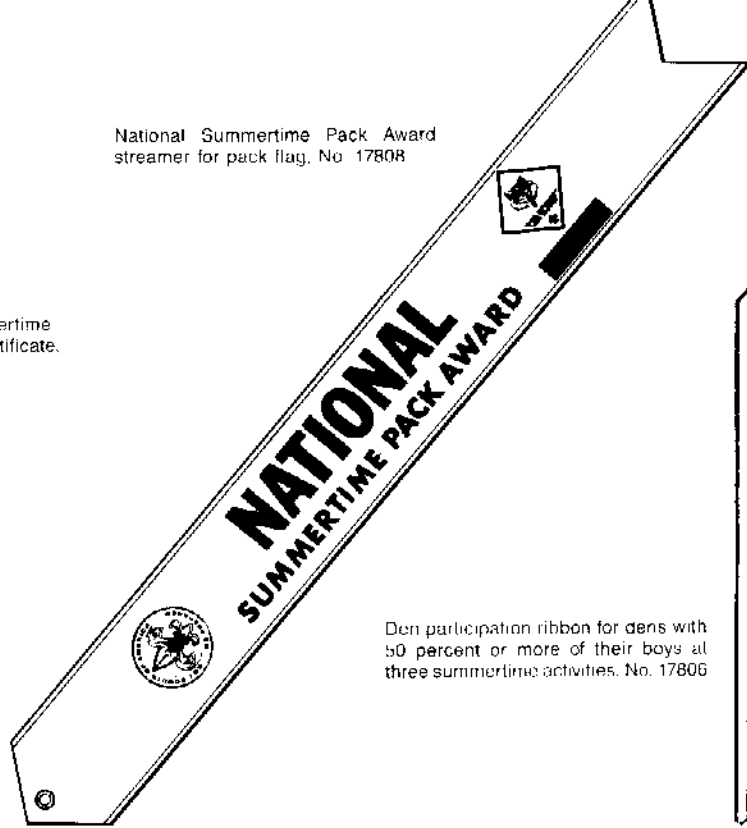 National Summertime Pack Award
streamer for pack flag, No. 17808
ertime
tificate.
NATIONAL
SUMMERTIME PACK AWARD
Den participation ribbon for dens with
50 percent or more of their boys at
three summertime activities. No. 17806